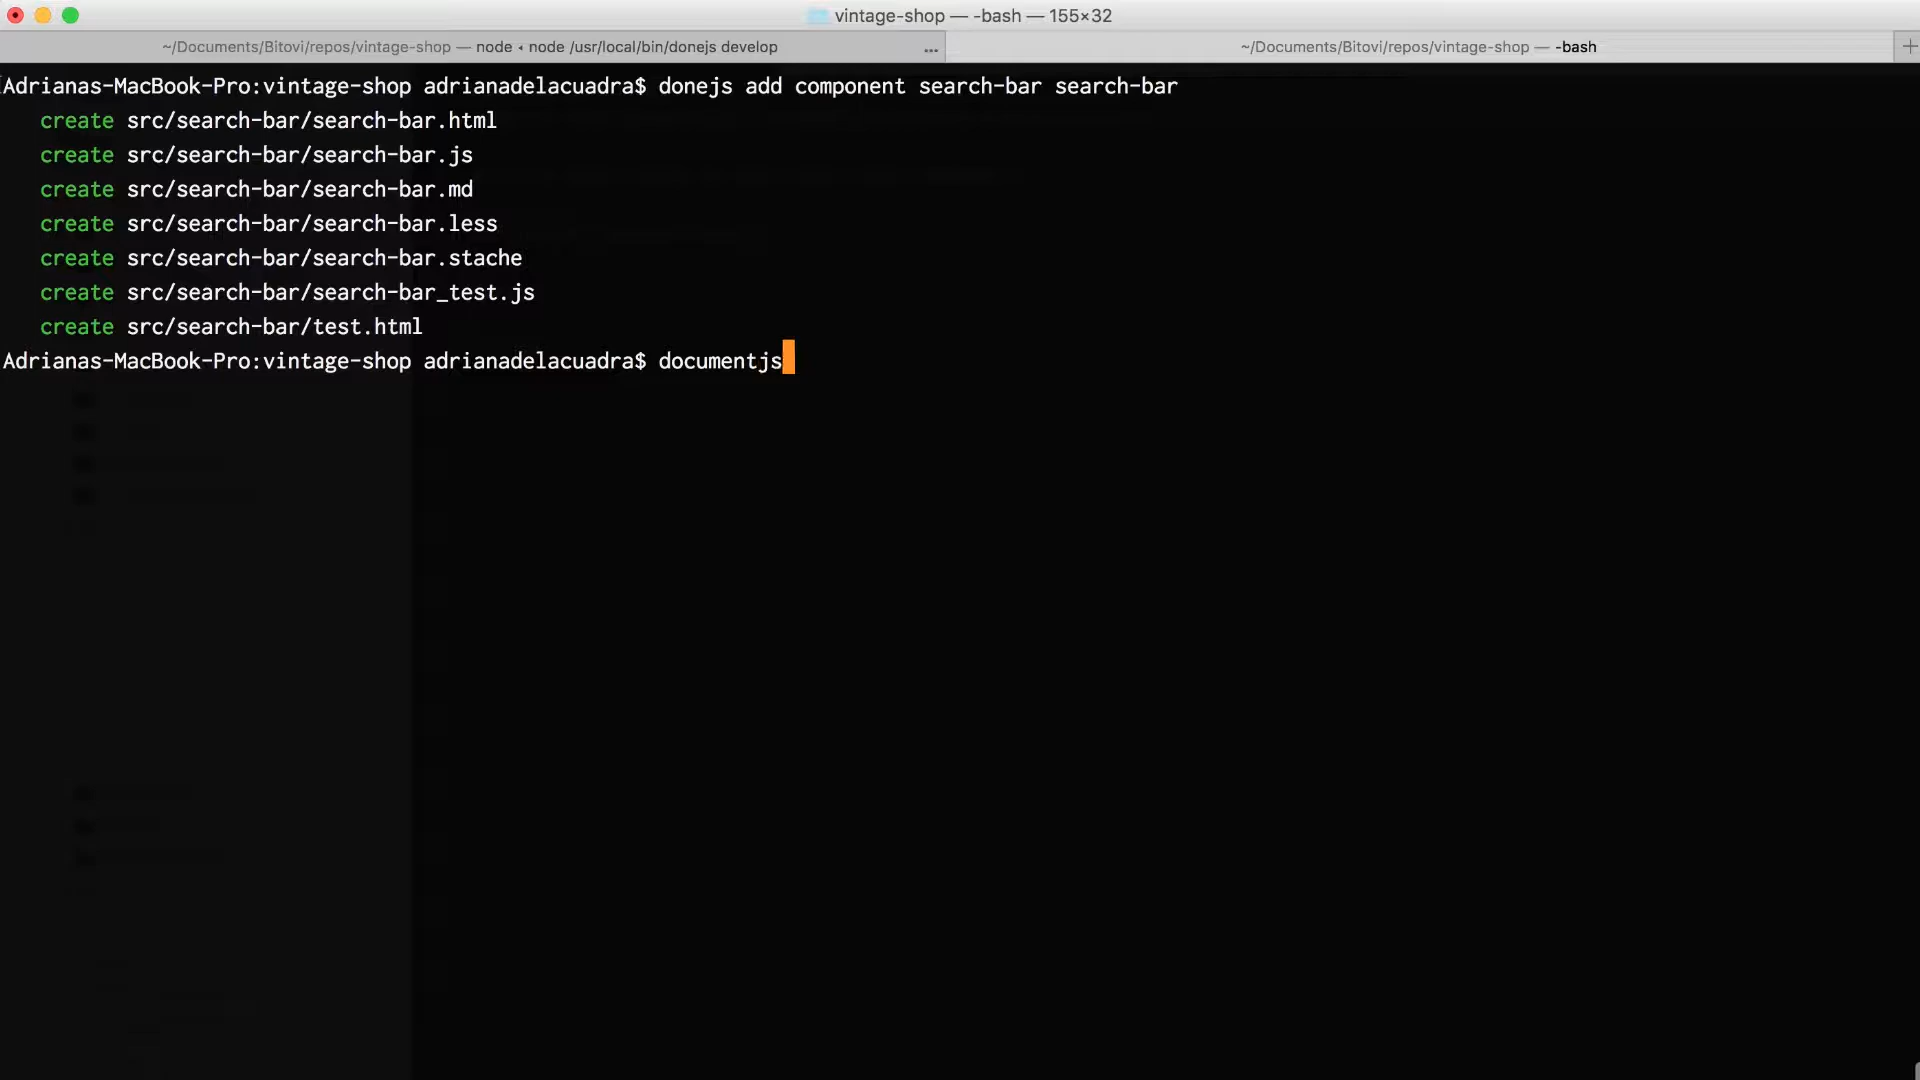 vintage-shop — -bash — 155×32
~/Documents/Bitovi/repos/vintage-shop — node ◂ node /usr/local/bin/donejs develop ...
~/Documents/Bitovi/repos/vintage-shop — -bash
Adrianas-MacBook-Pro:vintage-shop adrianadelacuadra$ donejs add component search-bar search-bar
create src/search-bar/search-bar.html
create src/search-bar/search-bar.js
create src/search-bar/search-bar.md
create src/search-bar/search-bar.less
create src/search-bar/search-bar.stache
create src/search-bar/search-bar_test.js
create src/search-bar/test.html
Adrianas-MacBook-Pro:vintage-shop adrianadelacuadra$ documentjs